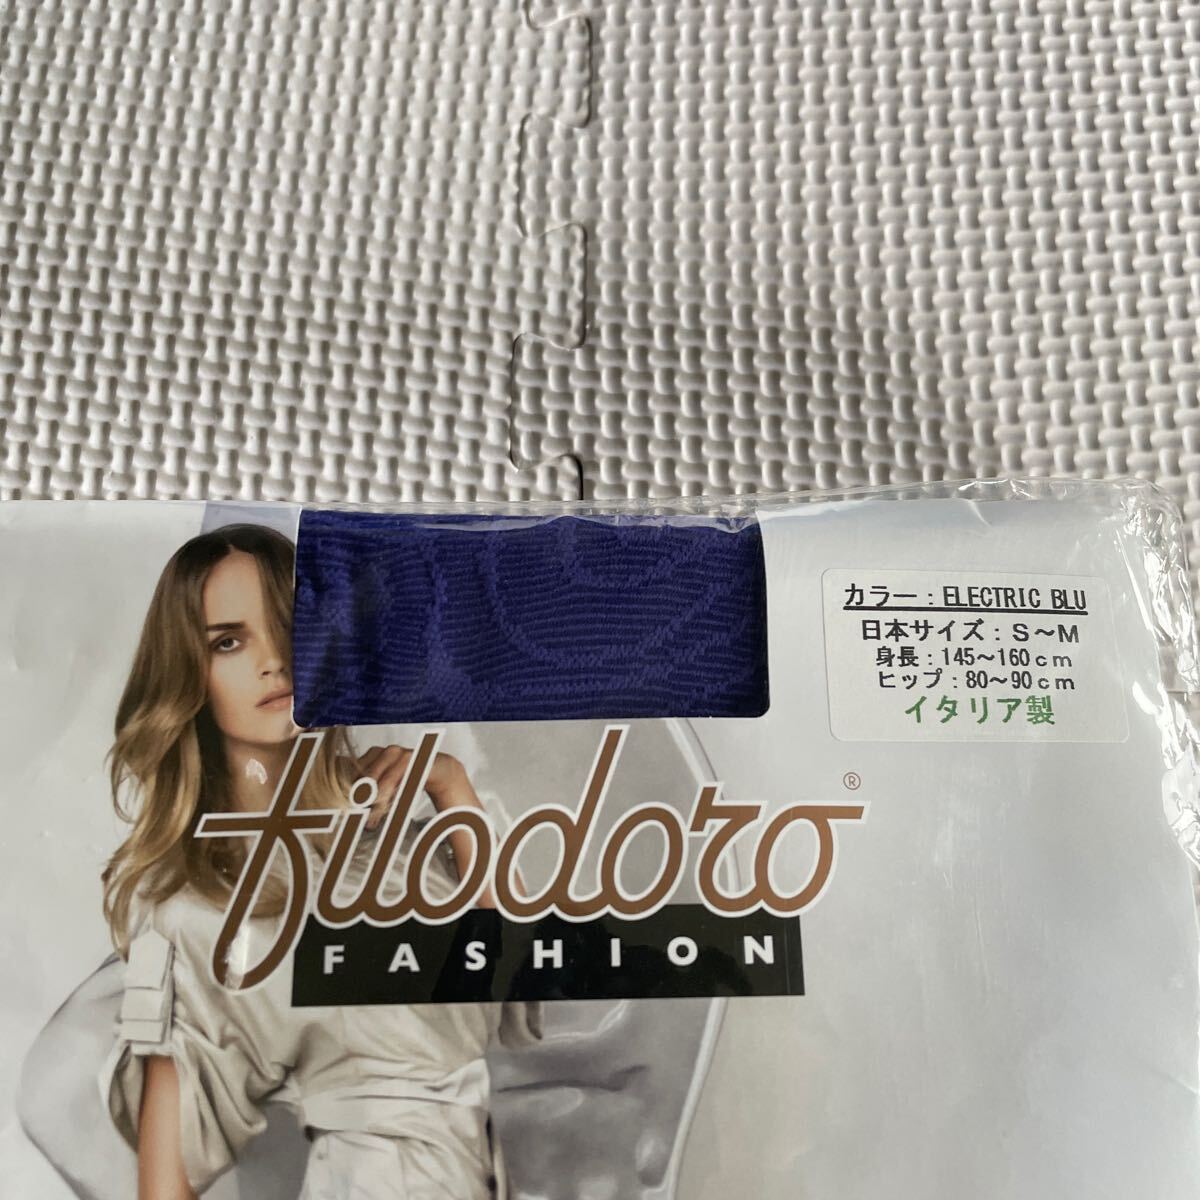 カラー：ELECTRIC BLU
日本サイズ：S～M
身長：145～160cm
ヒップ：80～90cm
イタリア製
filodoro®
FASHION